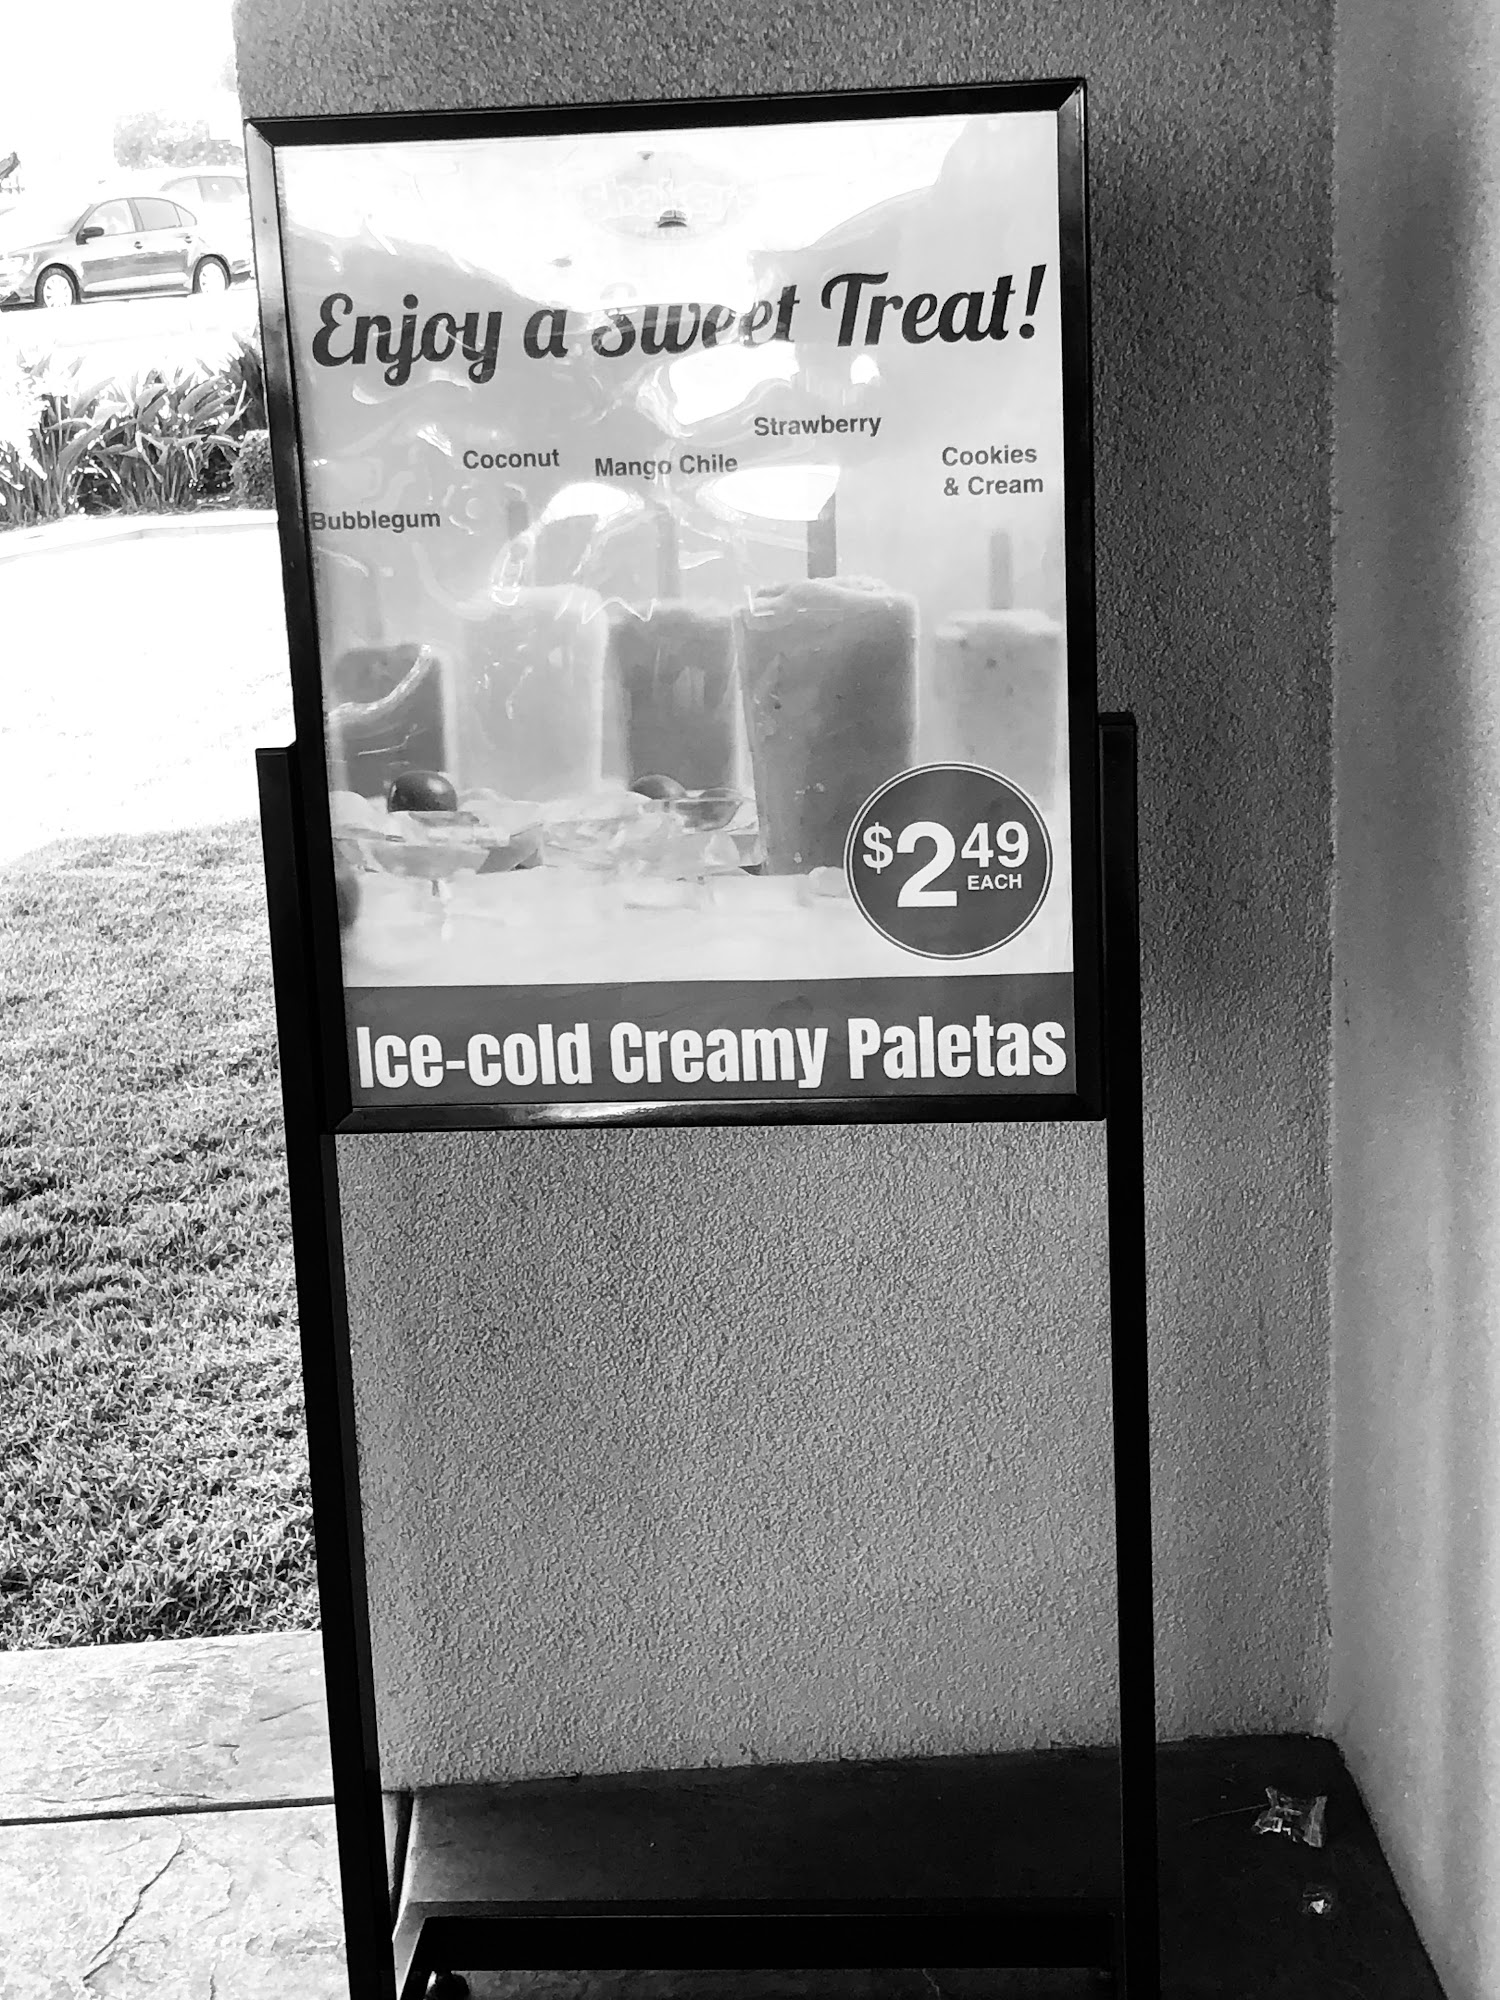 Enjoy a Sweet Treat!
Strawberry
Coconut
Mango Chile
Cookies
& Cream
Bubblegum
$2.49
EACH
Ice-cold Creamy Paletas